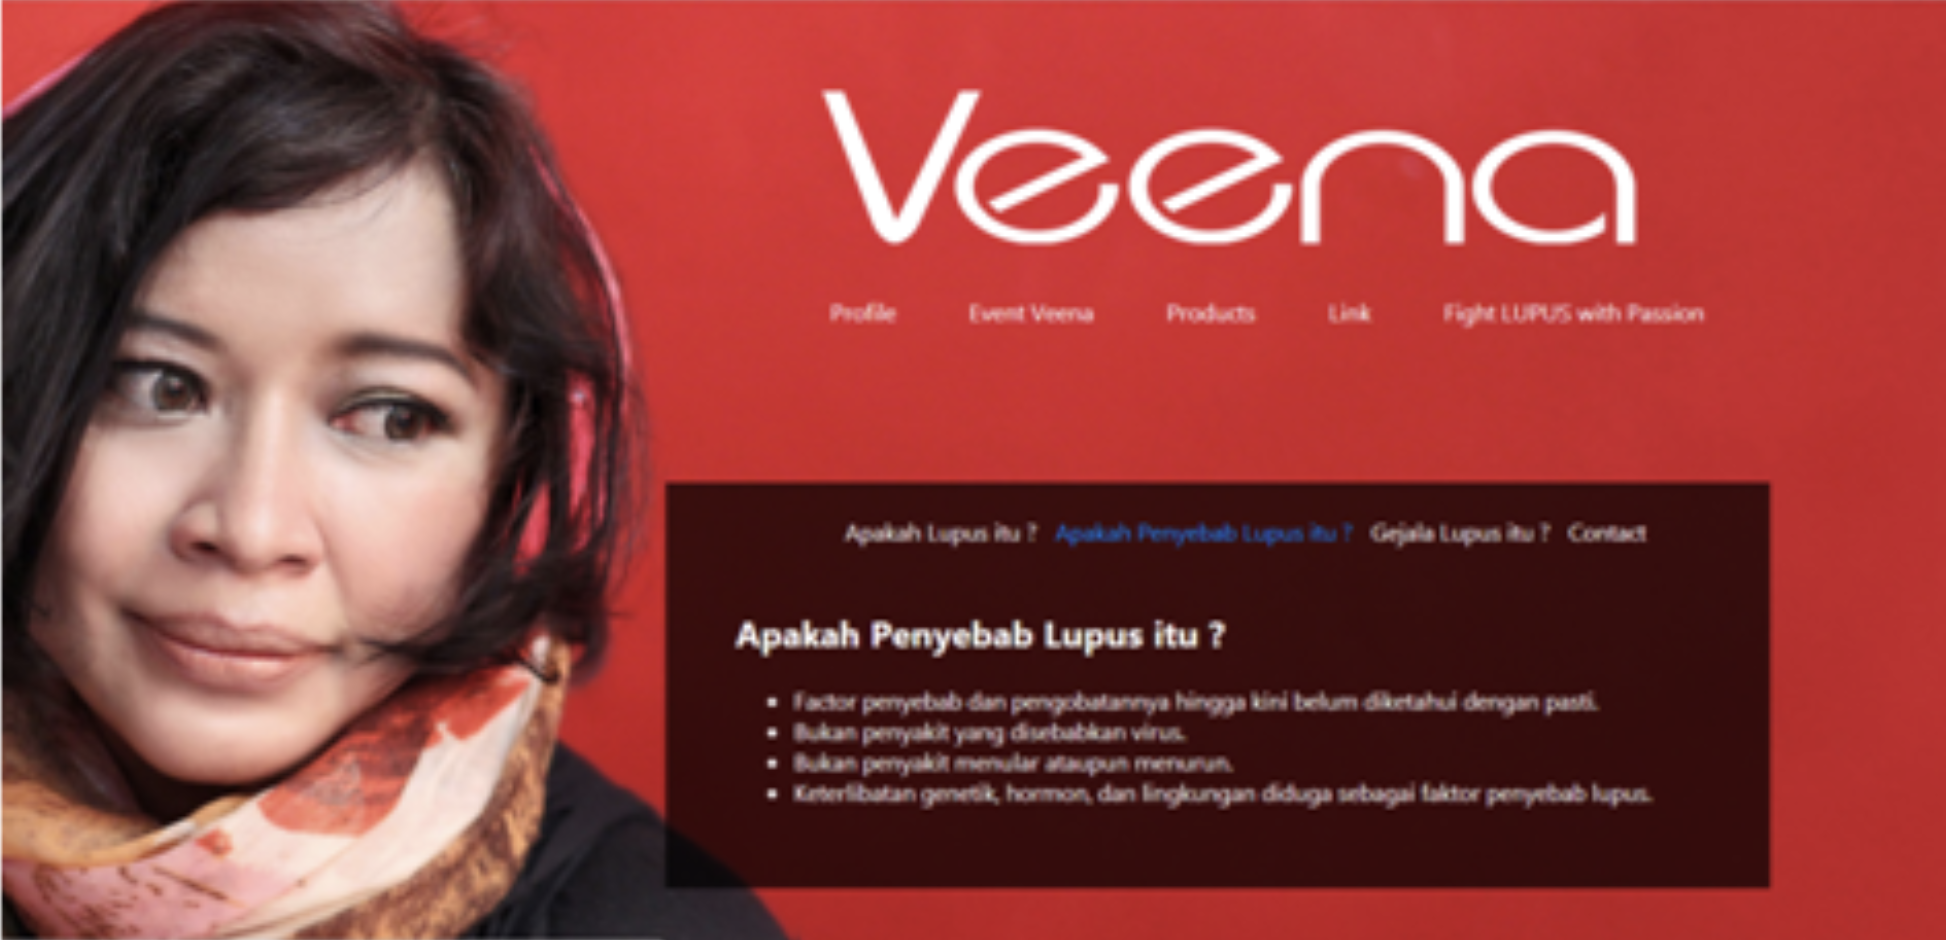 Veena
Profile Event Veena Products Link Fight LUPUS with Passion
Apakah Lupus itu ? Apakah Penyebab Lupus itu ? Gejala Lupus itu ? Contact
Apakah Penyebab Lupus itu ?
• Factor penyebab dan pengobatannya hingga kini belum diketahui dengan pasti.
• Bukan penyakit yang disebabkan virus.
• Bukan penyakit menular ataupun menurun.
• Keterlibatan genetik, hormon, dan lingkungan diduga sebagai faktor penyebab lupus.